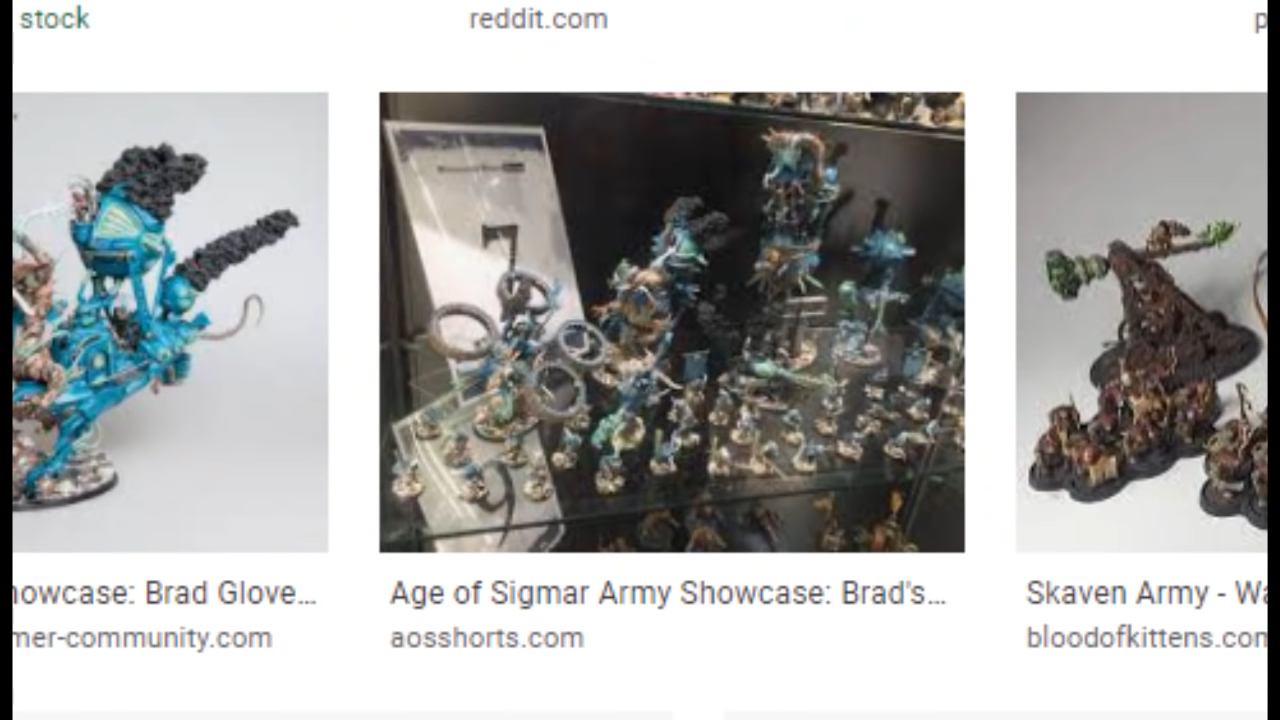 stock
reddit.com
p
howcase: Brad Glove...
Age of Sigmar Army Showcase: Brad's...
Skaven Army - Wa
mer-community.com
aosshorts.com
bloodofkittens.com